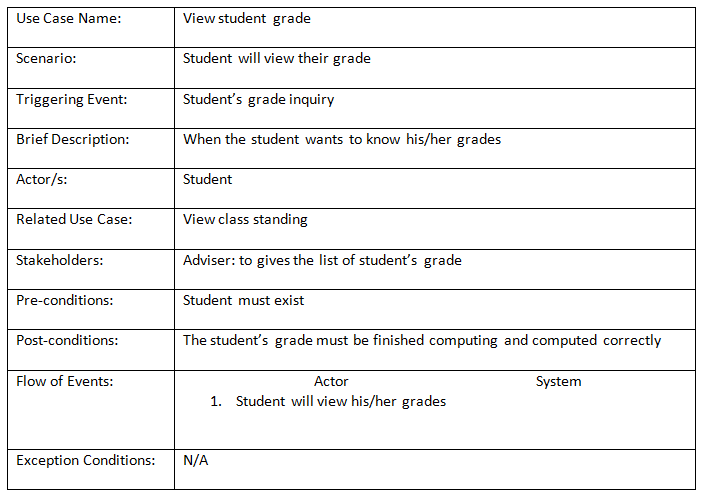 Use Case Name: View student grade
Scenario: Student will view their grade
Triggering Event: Student’s grade inquiry
Brief Description: When the student wants to know his/her grades
Actor/s: Student
Related Use Case: View class standing
Stakeholders: Adviser: to gives the list of student’s grade
Pre-conditions: Student must exist
Post-conditions: The student’s grade must be finished computing and computed correctly
Flow of Events: Actor System
1. Student will view his/her grades
Exception Conditions: N/A